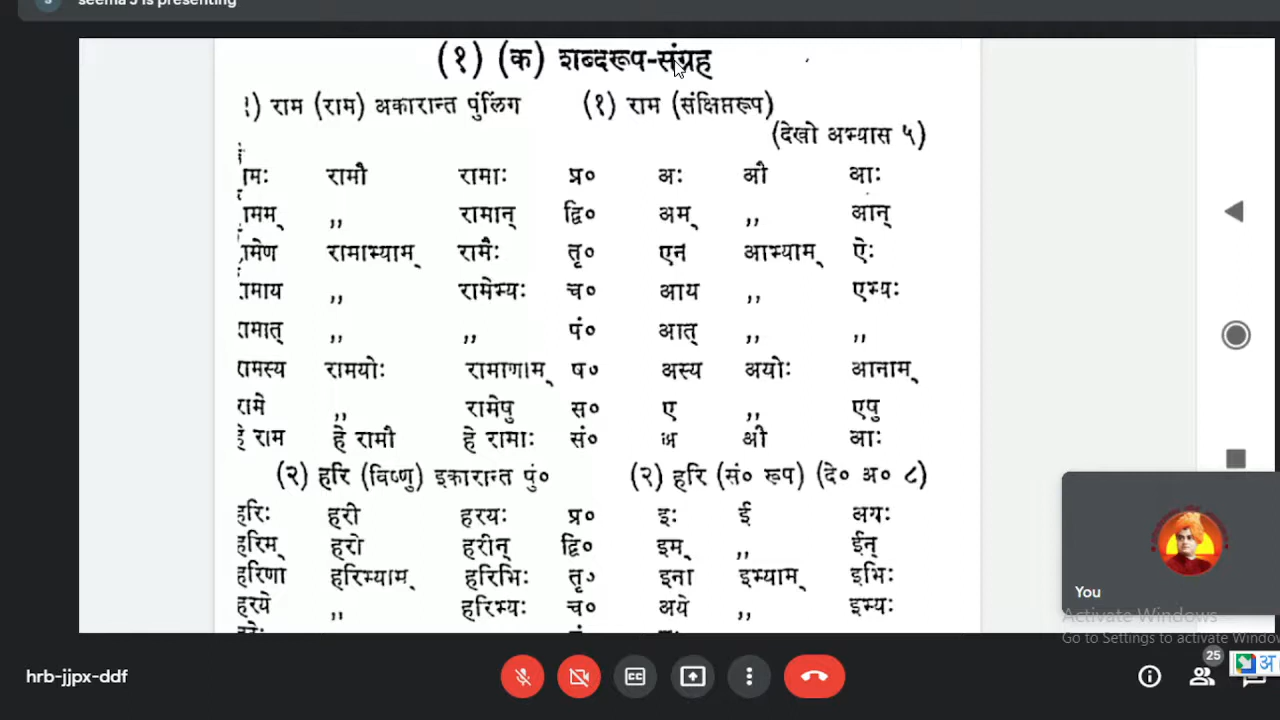 seema J is presenting
(१) (क) शब्दरूप-संग्रह
१) राम (राम) अकारान्त पुंलिंग (१) राम (संक्षिप्तरूप)
(देखो अभ्यास ५)
ामः रामौ रामाः प्र० अः औ आः
ामम् ,, रामान् द्वि० अम् ,, आन्
ामेण रामाभ्याम् रामैः तृ० एन आभ्याम् ऐः
ामाय ,, रामेभ्यः च० आय ,, एभ्यः
रामात् ,, ,, पं० आत् ,, ,,
रामस्य रामयोः रामाणाम् ष० अस्य अयोः आनाम्
रामे ,, रामेषु स० ए ,, एषु
हे राम हे रामौ हे रामाः सं० अ औ आः
(२) हरि (विष्णु) इकारान्त पुं० (२) हरि (सं० रूप) (दे० अ० ८)
हरिः हरी हरयः प्र० इः ई अयः
हरिम् हरी हरीन् द्वि० इम् ,, ईन्
हरिणा हरिभ्याम् हरिभिः तृ० इना इभ्याम् इभिः
हरये ,, हरिभ्यः च० अये ,, इभ्यः
You
Activate Windows
Go to Settings to activate Windo
hrb-jjpx-ddf
25
अ